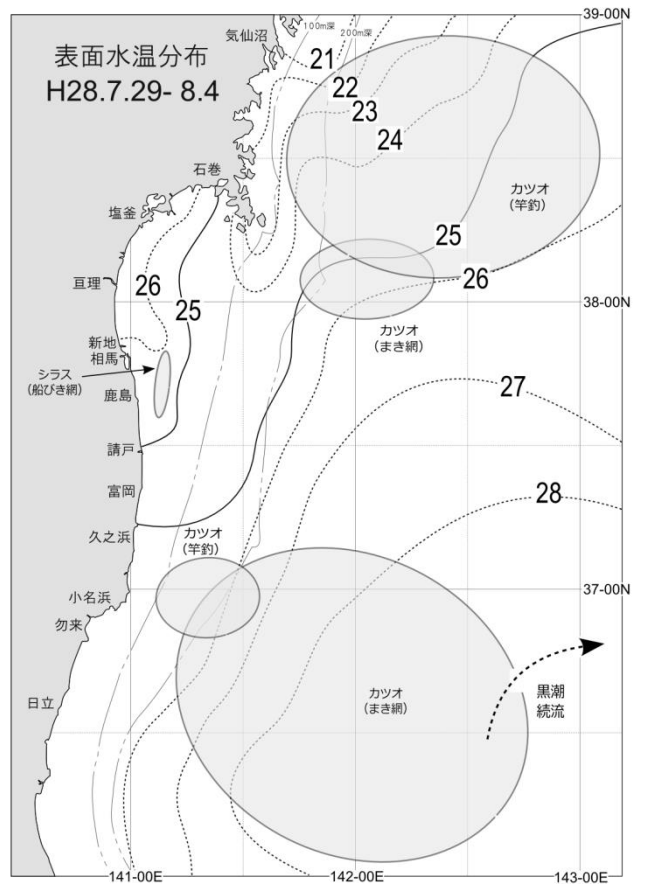 39-00N
100m深
200m深
気仙沼
表面水温分布
H28.7.29- 8.4
21
22
23
24
石巻
カツオ
(竿釣)
塩釜
25
26
亘理
26
25
38-00N
カツオ
(まき網)
新地
相馬
シラス
(船びき網)
鹿島
27
請戸
富岡
28
久之浜
カツオ
(竿釣)
小名浜
37-00N
勿来
カツオ
(まき網)
黒潮
続流
日立
141-00E
142-00E
143-00E